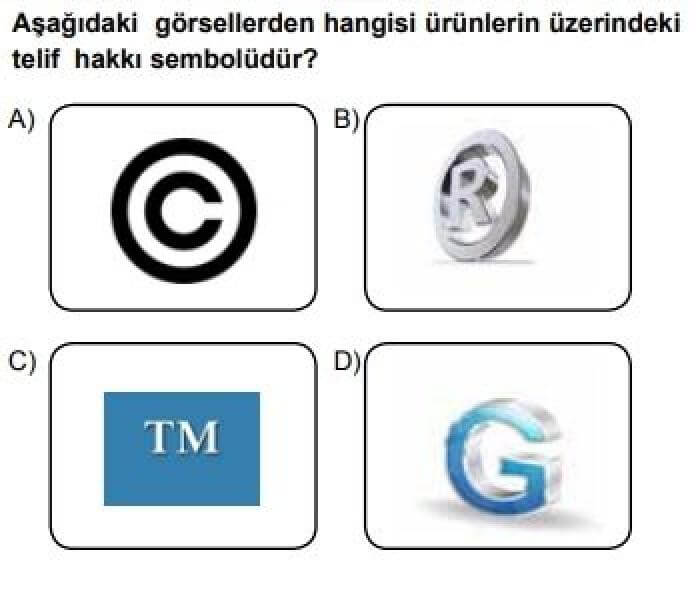 Aşağıdaki görsellerden hangisi ürünlerin üzerindeki
telif hakkı sembolüdür?
A)
©
B)
®
C)
TM
D)
G